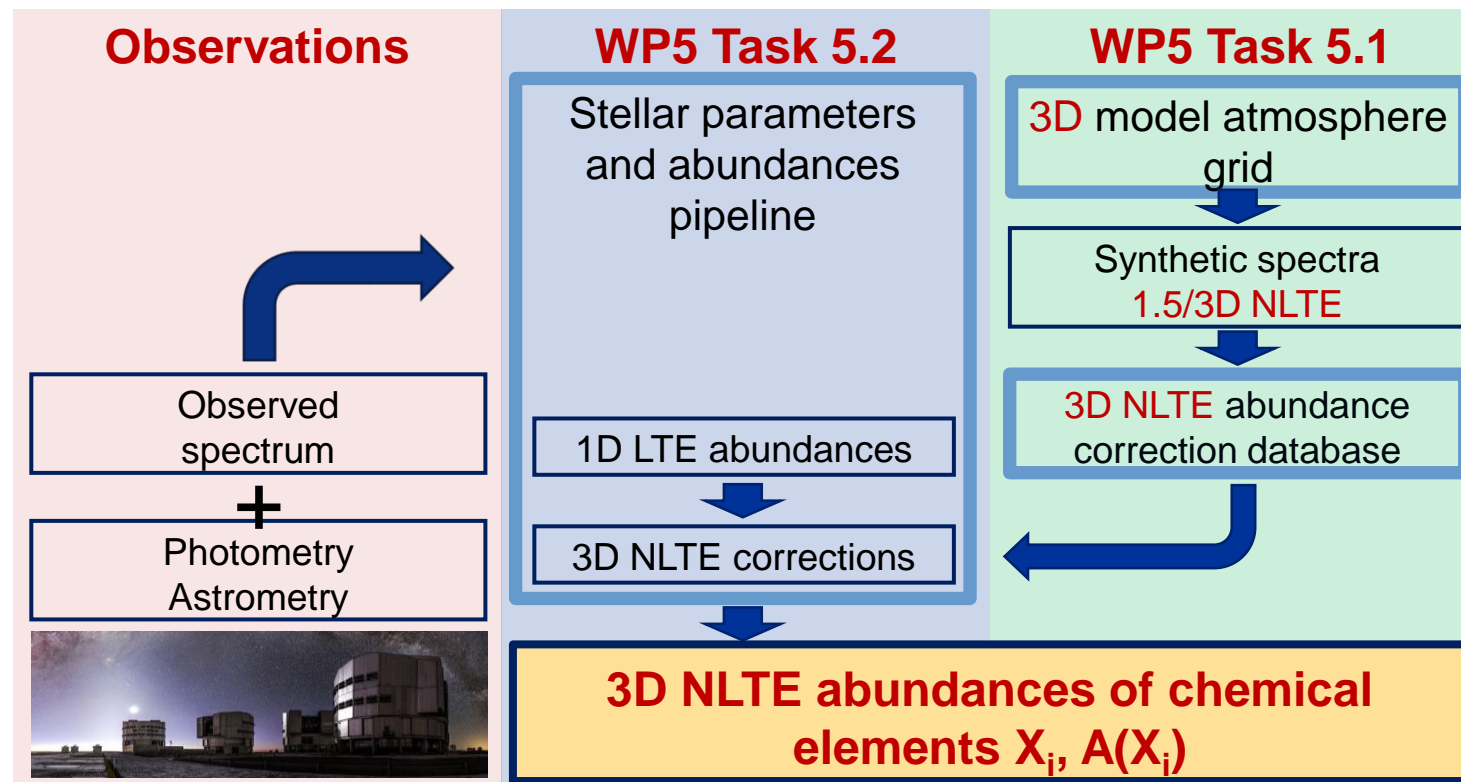 Observations
Observed
spectrum
+
Photometry
Astrometry
WP5 Task 5.2
Stellar parameters
and abundances
pipeline
1D LTE abundances
3D NLTE corrections
WP5 Task 5.1
3D model atmosphere
grid
Synthetic spectra
1.5/3D NLTE
3D NLTE abundance
correction database
3D NLTE abundances of chemical
elements Xᵢ, A(Xᵢ)